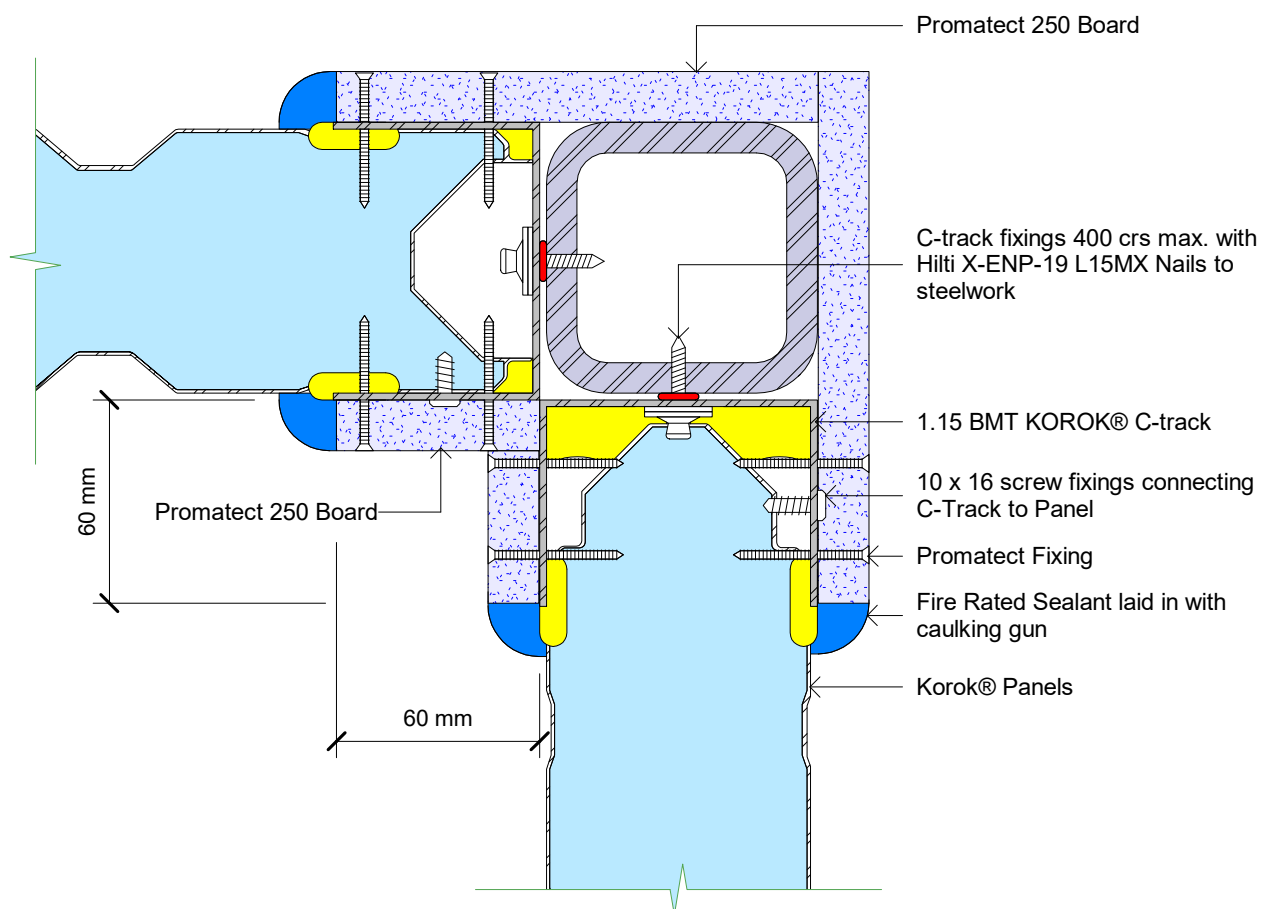 Promatect 250 Board
C-track fixings 400 crs max. with
Hilti X-ENP-19 L15MX Nails to
steelwork
1.15 BMT KOROK® C-track
10 x 16 screw fixings connecting
C-Track to Panel
Promatect 250 Board
60 mm
Promatect Fixing
Fire Rated Sealant laid in with
caulking gun
Korok® Panels
60 mm